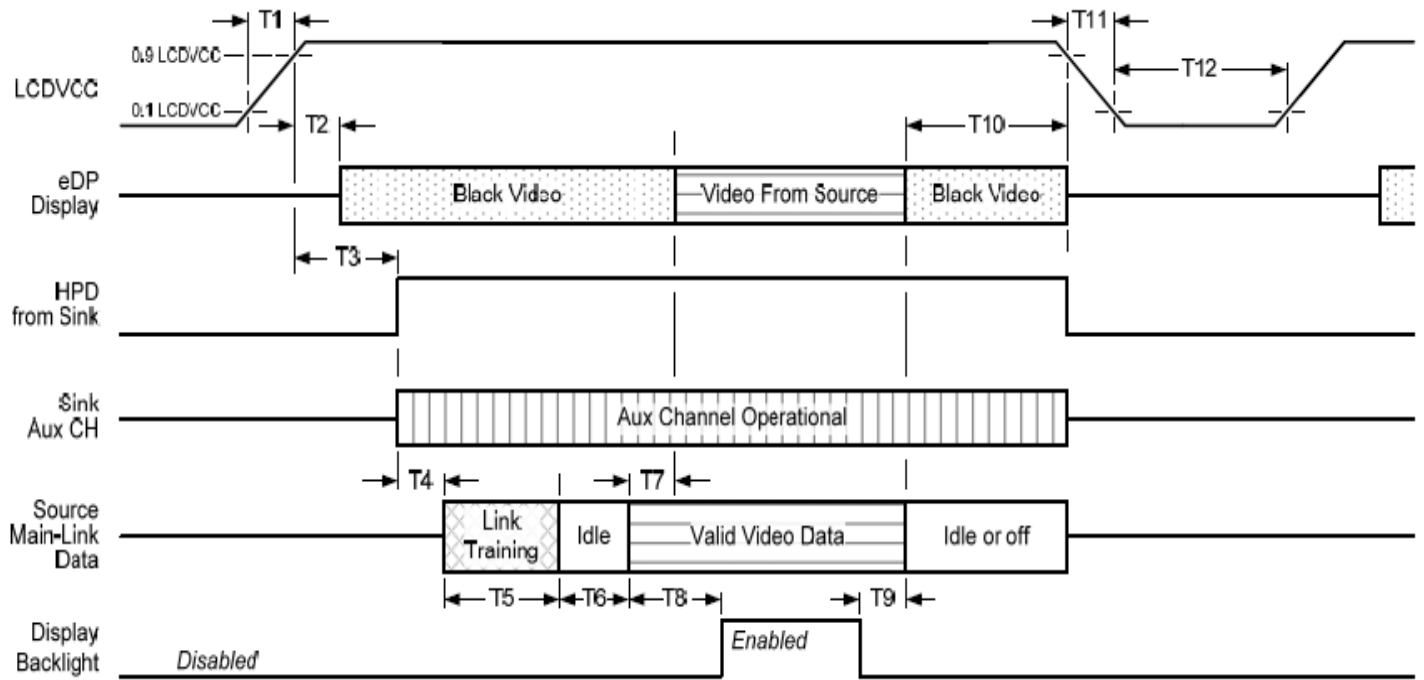 T1
T11
0.9 LCDVCC
T12
LCDVCC
0.1 LCDVCC
T2
T10
eDP
Display
Black Video
Video From Source
Black Video
T3
HPD
from Sink
Sink
Aux CH
Aux Channel Operational
T4
T7
Source
Main-Link
Data
Link
Training
Idle
Valid Video Data
Idle or off
T5
T6
T8
T9
Display
Backlight
Disabled
Enabled